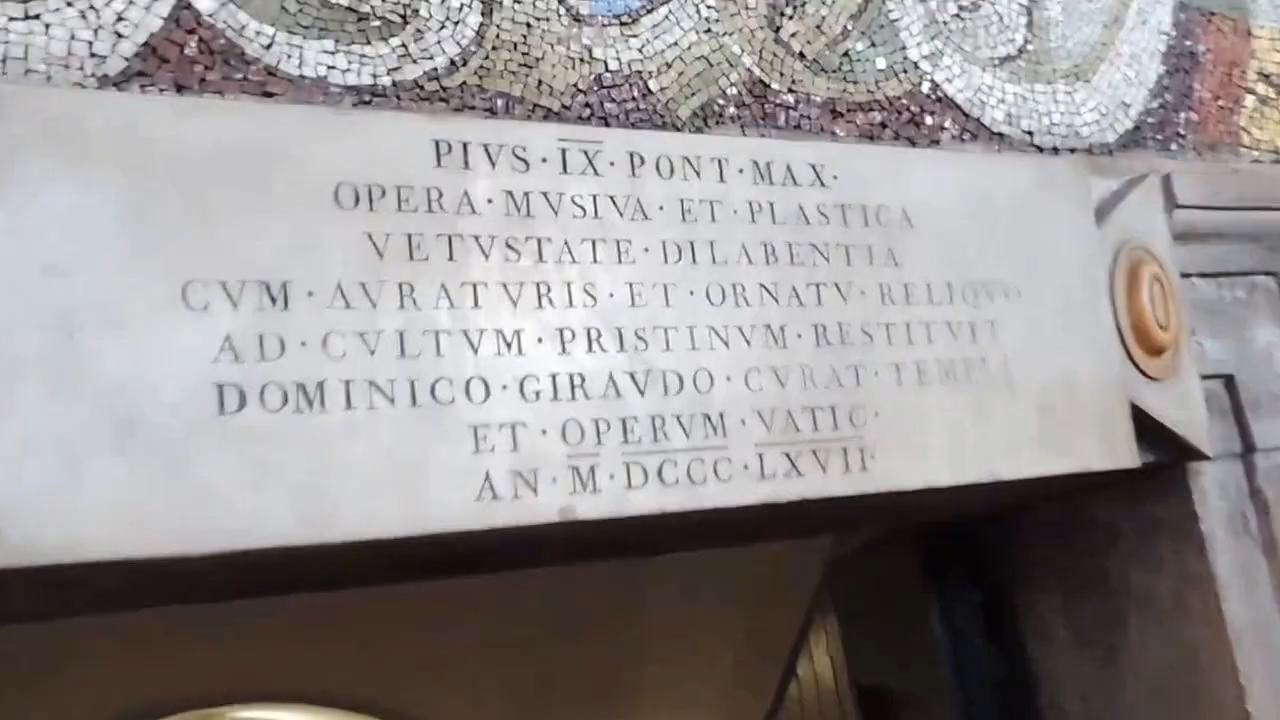 PIVS · IX · PONT · MAX ·
OPERA · MVSIVA · ET · PLASTICA
VETVSTATE · DILABENTIA
CVM · AVRATVRIS · ET · ORNATV · RELIQVO
AD · CVLTVM · PRISTINVM · RESTITVIT
DOMINICO · GIRAVDO · CVRAT · TEMPLI
ET · OPERVM · VATIC ·
AN · M · DCCC · LXVII ·